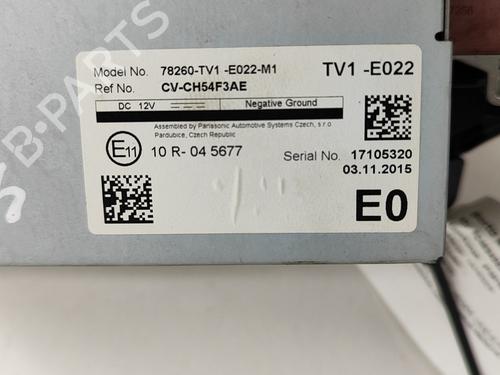 Model No. 78260-TV1 -E022-M1 TV1 -E022
Ref No. CV-CH54F3AE
DC 12V Negative Ground
Assembled by Panasonic Automotive Systems Czech, s.r.o
Pardubice, Czech Republic
E11 10 R- 04 5677 Serial No. 17105320
03.11.2015
E0
B-PARTS